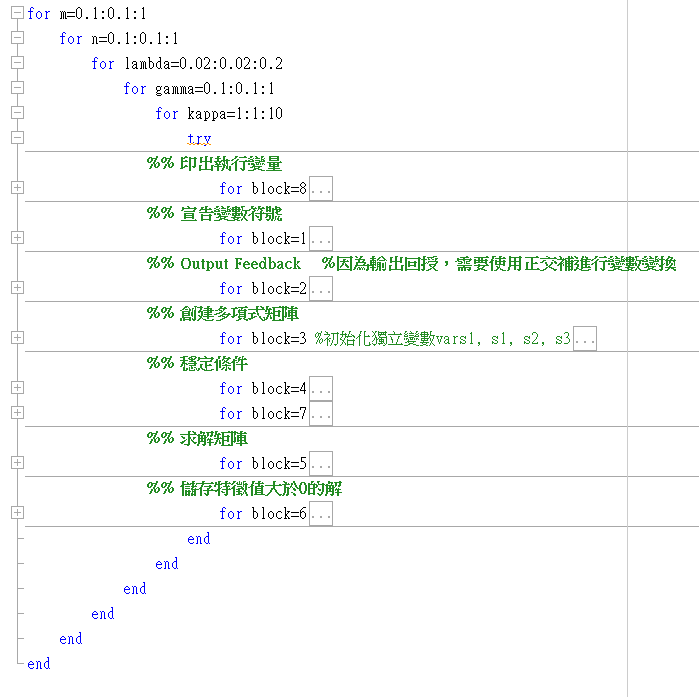 for m=0.1:0.1:1
for n=0.1:0.1:1
for lambda=0.02:0.02:0.2
for gamma=0.1:0.1:1
for kappa=1:1:10
try
%% 印出執行變量
for block=8...
%% 宣告變數符號
for block=1...
%% Output Feedback %因為輸出回授，需要使用正交補進行變數變換
for block=2...
%% 創建多項式矩陣
for block=3 %初始化獨立變數vars1, s1, s2, s3...
%% 穩定條件
for block=4...
for block=7...
%% 求解矩陣
for block=5...
%% 儲存特徵值大於0的解
for block=6...
end
end
end
end
end
end